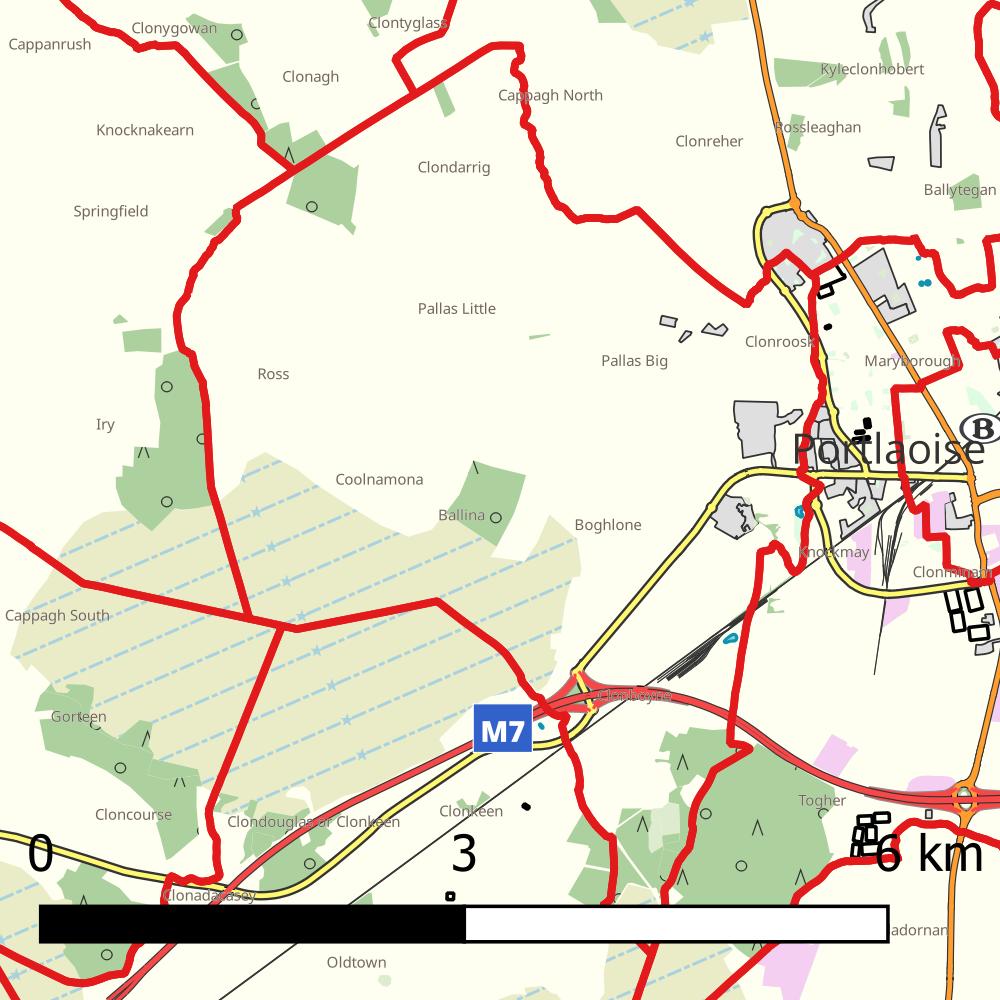 Clontyglass
Clonygowan
Cappanrush
Kyleclonhobert
Clonagh
Cappagh North
Knocknakearn
Rossleaghan
Clonreher
Clondarrig
Ballytegan
Springfield
Pallas Little
Clonroosk
Pallas Big
Maryborough
Ross
Iry
B
Portlaoise
Coolnamona
Ballina
Boghlone
Knockmay
Clonminam
Cappagh South
Clonboyne
Gorteen
M7
Togher
Cloncourse
Clonkeen
Clondouglas or Clonkeen
0
3
6 km
Clonadacasey
adornan
Oldtown